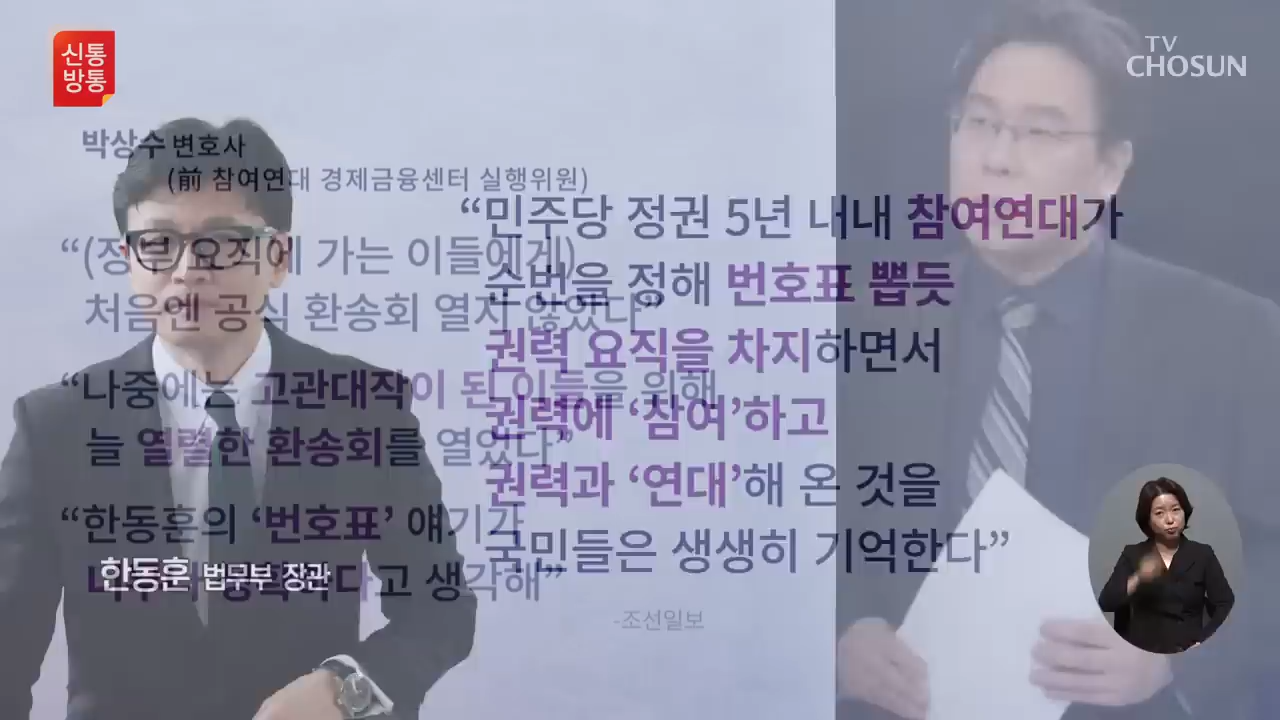 신통
방통
TV
CHOSUN
박상수 변호사
(前 참여연대 경제금융센터 실행위원)
“(정부 요직에 가는 이들에게)
처음엔 공식 환송회 열지 않았다”
“나중에는 고관대작이 된 이들을 위해
늘 열렬한 환송회를 열었다”
“한동훈의 ‘번호표’ 얘기가
고 생각해”
“민주당 정권 5년 내내 참여연대가
순번을 정해 번호표 뽑듯
권력 요직을 차지하면서
권력에 ‘참여’하고
권력과 ‘연대’해 온 것을
국민들은 생생히 기억한다”
한동훈 법무부 장관
-조선일보